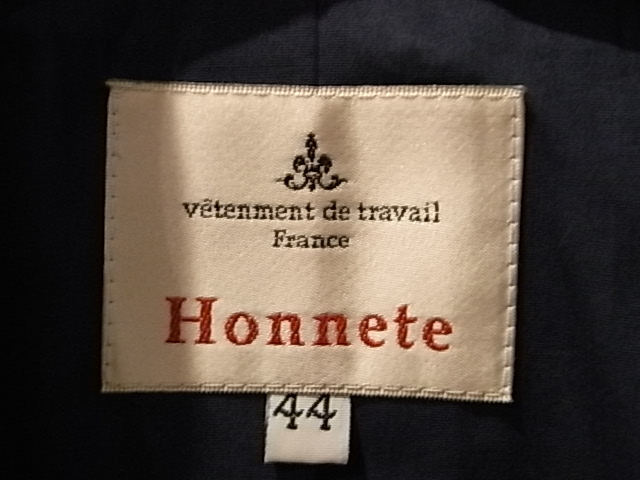 vêtenment de travail
France
Honnete
44